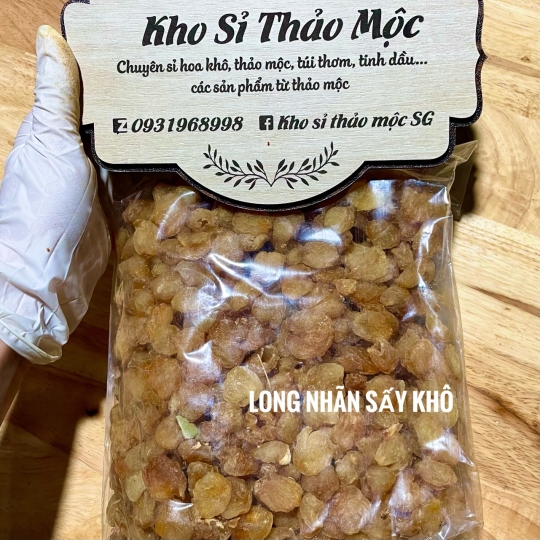 Kho Sỉ Thảo Mộc
Chuyên sỉ hoa khô, thảo mộc, túi thơm, tinh dầu...
các sản phẩm từ thảo mộc
0931968998 Kho sỉ thảo mộc SG
LONG NHÃN SẤY KHÔ